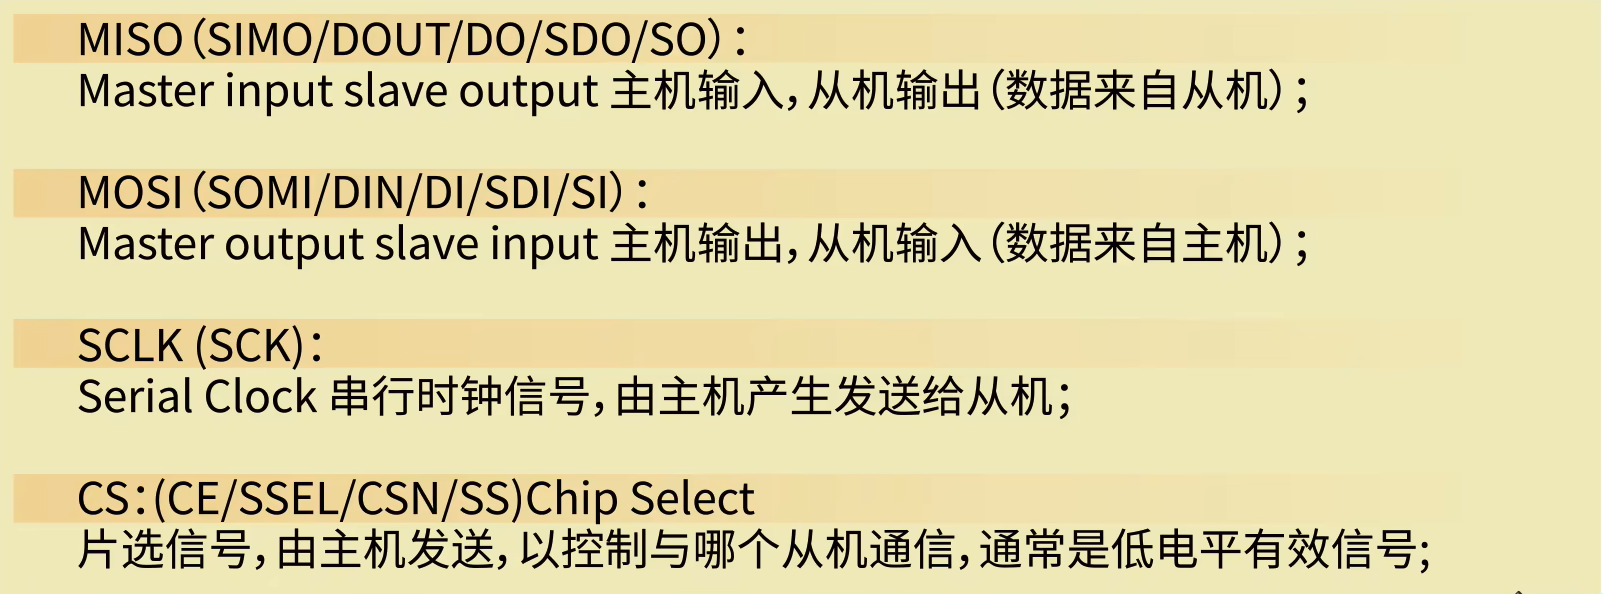 MISO（SIMO/DOUT/DO/SDO/SO）：
Master input slave output 主机输入，从机输出（数据来自从机）；
MOSI（SOMI/DIN/DI/SDI/SI）：
Master output slave input 主机输出，从机输入（数据来自主机）；
SCLK (SCK)：
Serial Clock 串行时钟信号，由主机产生发送给从机；
CS：(CE/SSEL/CSN/SS)Chip Select
片选信号，由主机发送，以控制与哪个从机通信，通常是低电平有效信号;